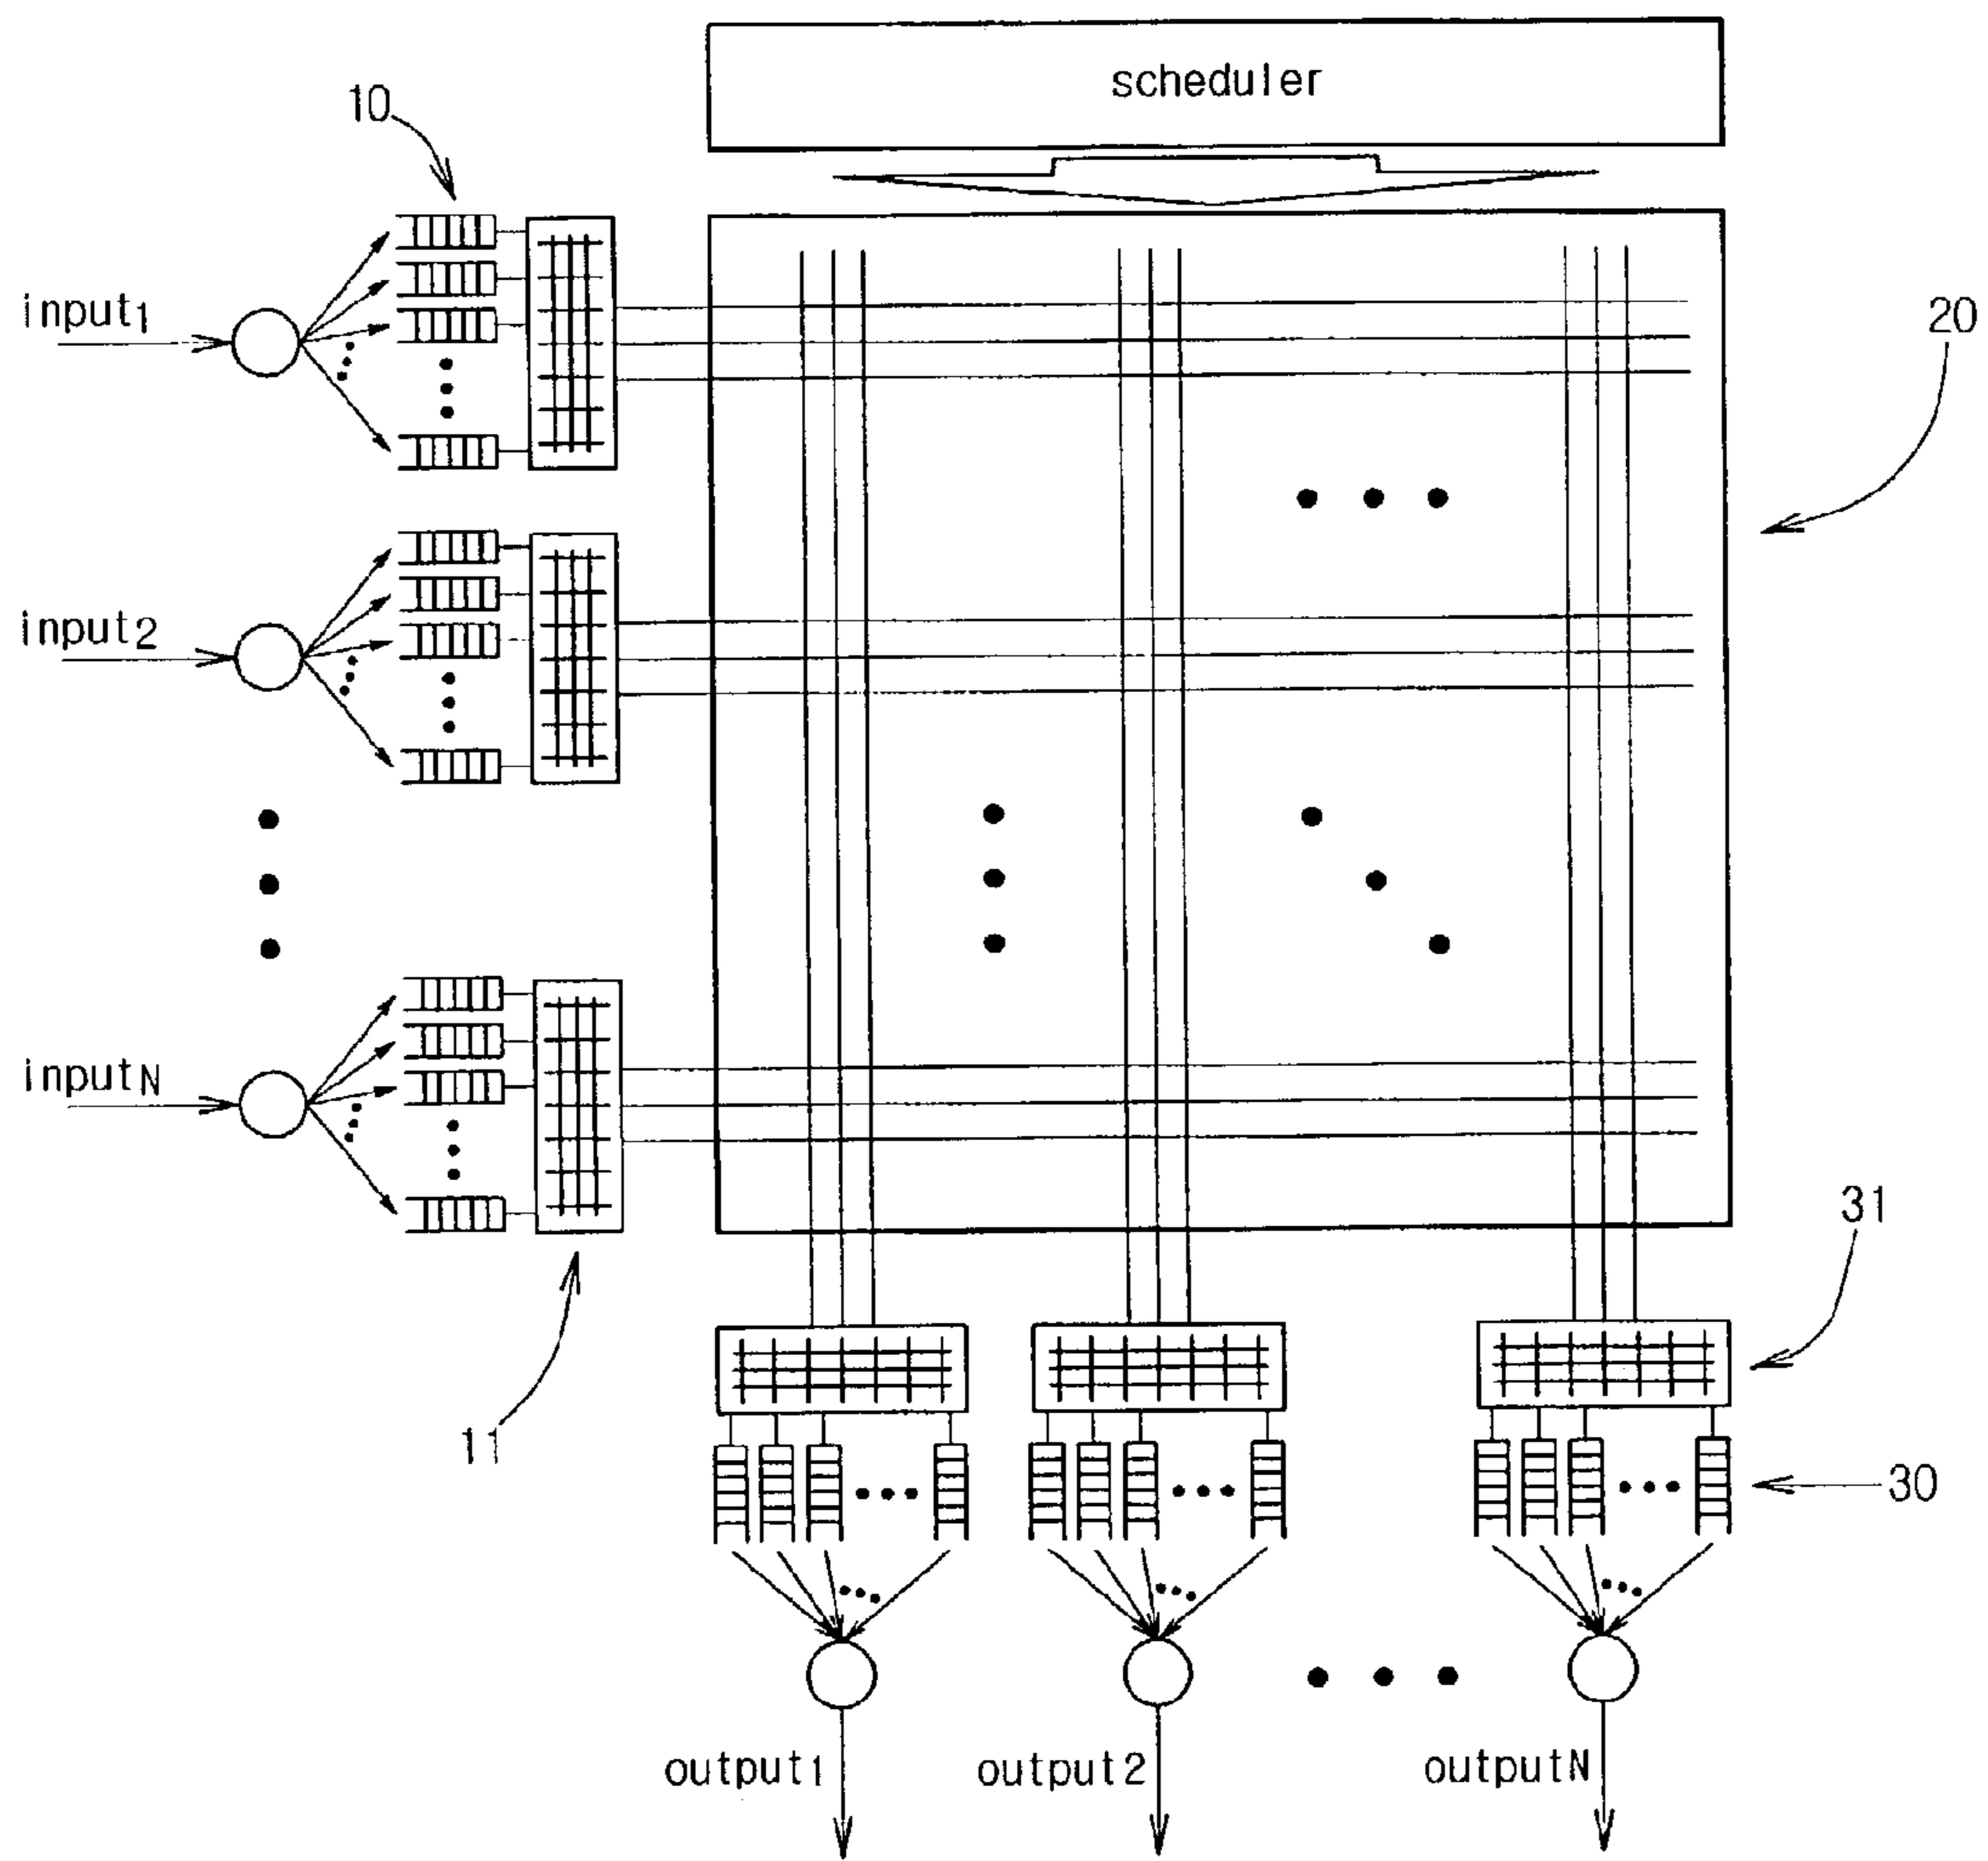 scheduler
10
input1
20
input2
inputN
31
11
30
output1
output2
outputN